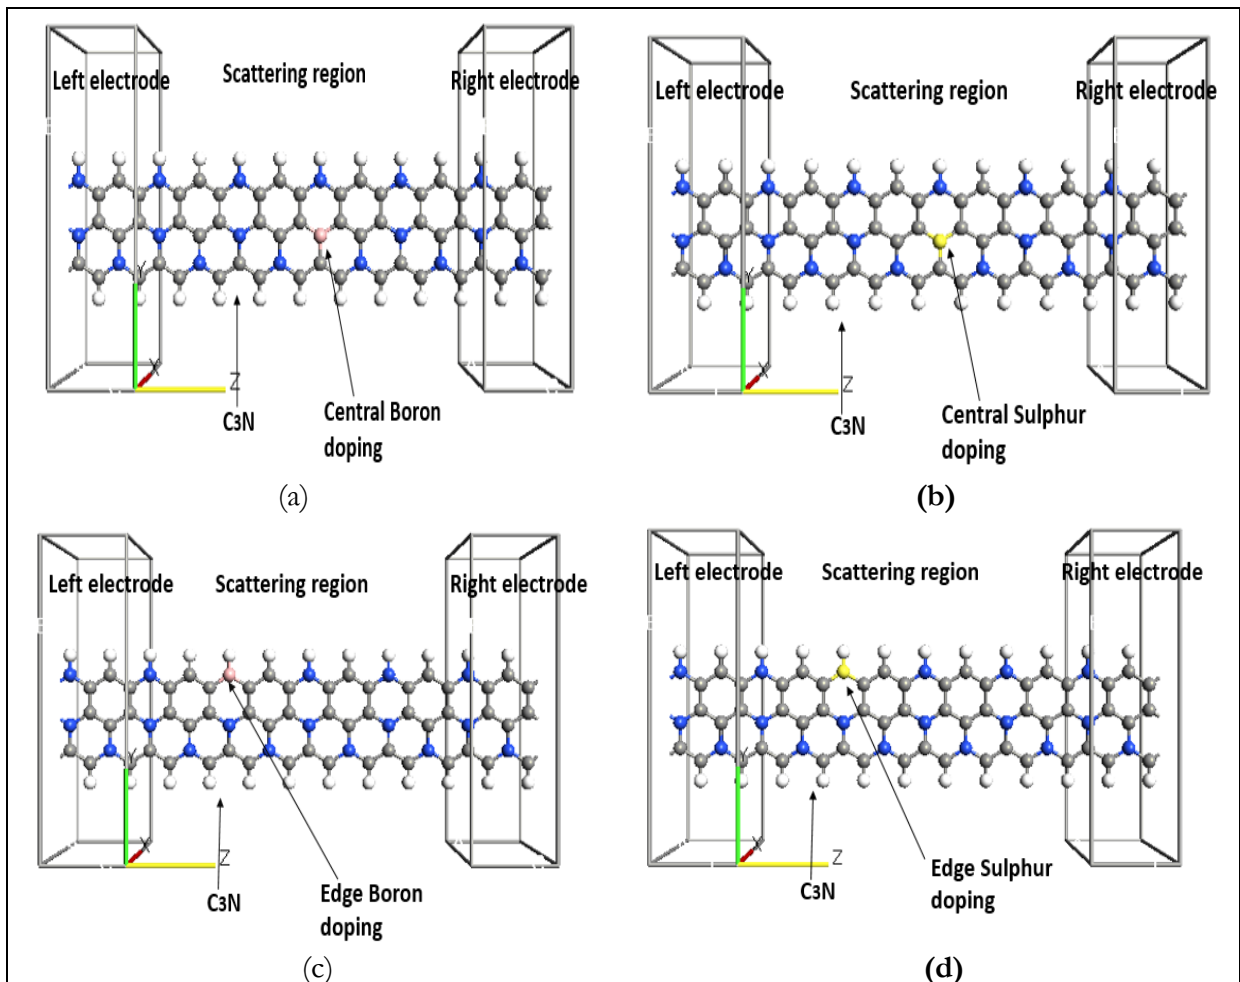 Left electrode
Scattering region
Right electrode
Y
X
Z
C3N
Central Boron
doping
(a)
Left electrode
Scattering region
Right electrode
Y
X
Z
C3N
Central Sulphur
doping
(b)
Left electrode
Scattering region
Right electrode
Y
X
Z
C3N
Edge Boron
doping
(c)
Left electrode
Scattering region
Right electrode
Y
X
Z
C3N
Edge Sulphur
doping
(d)